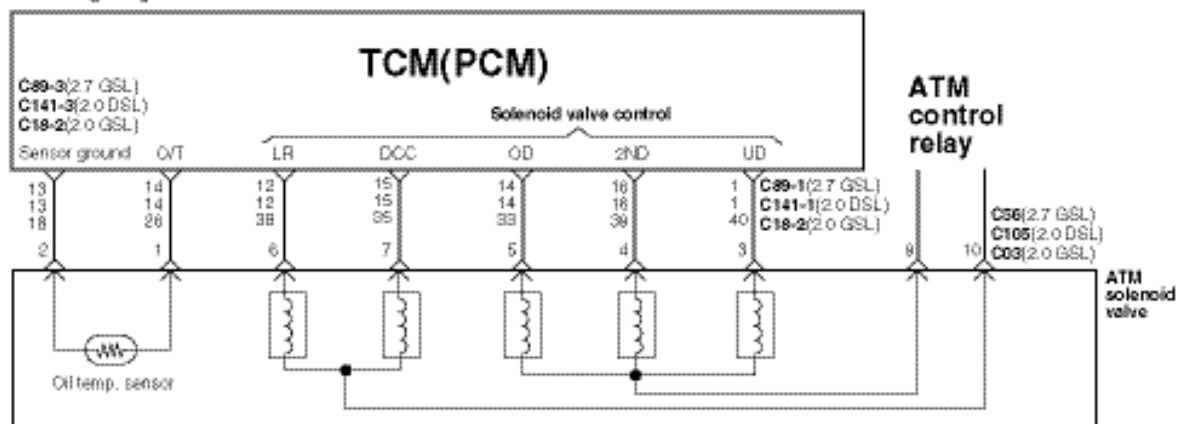 TCM(PCM)
C89-3(2.7 GSL)
C141-3(2.0 DSL)
C18-2(2.0 GSL)
Solenoid valve control
Sensor ground O/T LR DCC OD 2ND UD
ATM
control
relay
13 14 12 15 14 16 1 C89-1(2.7 GSL)
13 14 12 15 14 16 1 C141-1(2.0 DSL)
18 26 38 35 33 39 40 C18-2(2.0 GSL)
C56(2.7 GSL)
C105(2.0 DSL)
2 1 6 7 5 4 3 9 10 C03(2.0 GSL)
ATM
solenoid
valve
Oil temp. sensor